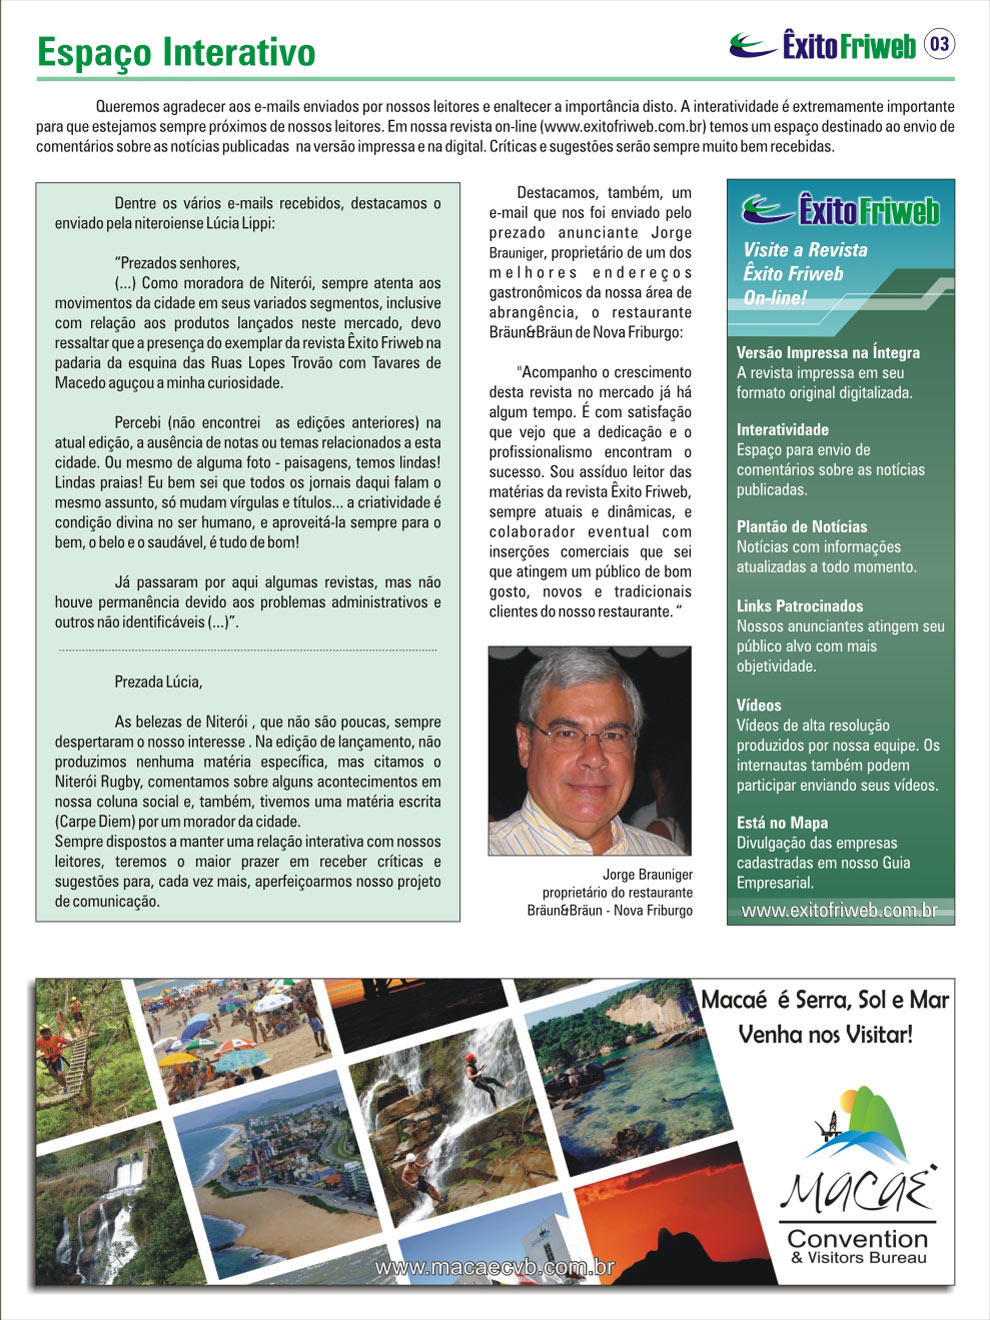 Espaço Interativo
ÊxitoFriweb 03
Queremos agradecer aos e-mails enviados por nossos leitores e enaltecer a importância disto. A interatividade é extremamente importante
para que estejamos sempre próximos de nossos leitores. Em nossa revista on-line (www.exitofriweb.com.br) temos um espaço destinado ao envio de
comentários sobre as notícias publicadas na versão impressa e na digital. Críticas e sugestões serão sempre muito bem recebidas.
Dentre os vários e-mails recebidos, destacamos o
enviado pela niteroiense Lúcia Lippi:
“Prezados senhores,
(...) Como moradora de Niterói, sempre atenta aos
movimentos da cidade em seus variados segmentos, inclusive
com relação aos produtos lançados neste mercado, devo
ressaltar que a presença do exemplar da revista Êxito Friweb na
padaria da esquina das Ruas Lopes Trovão com Tavares de
Macedo aguçou a minha curiosidade.
Percebi (não encontrei as edições anteriores) na
atual edição, a ausência de notas ou temas relacionados a esta
cidade. Ou mesmo de alguma foto - paisagens, temos lindas!
Lindas praias! Eu bem sei que todos os jornais daqui falam o
mesmo assunto, só mudam vírgulas e títulos... a criatividade é
condição divina no ser humano, e aproveitá-la sempre para o
bem, o belo e o saudável, é tudo de bom!
Já passaram por aqui algumas revistas, mas não
houve permanência devido aos problemas administrativos e
outros não identificáveis (...)”.
Prezada Lúcia,
As belezas de Niterói , que não são poucas, sempre
despertaram o nosso interesse . Na edição de lançamento, não
produzimos nenhuma matéria específica, mas citamos o
Niterói Rugby, comentamos sobre alguns acontecimentos em
nossa coluna social e, também, tivemos uma matéria escrita
(Carpe Diem) por um morador da cidade.
Sempre dispostos a manter uma relação interativa com nossos
leitores, teremos o maior prazer em receber críticas e
sugestões para, cada vez mais, aperfeiçoarmos nosso projeto
de comunicação.
Destacamos, também, um
e-mail que nos foi enviado pelo
prezado anunciante Jorge
Brauniger, proprietário de um dos
melhores endereços
gastronômicos da nossa área de
abrangência, o restaurante
Bräun&Bräun de Nova Friburgo:
"Acompanho o crescimento
desta revista no mercado já há
algum tempo. É com satisfação
que vejo que a dedicação e o
profissionalismo encontram o
sucesso. Sou assíduo leitor das
matérias da revista Êxito Friweb,
sempre atuais e dinâmicas, e
colaborador eventual com
inserções comerciais que sei
que atingem um público de bom
gosto, novos e tradicionais
clientes do nosso restaurante. “
Jorge Brauniger
proprietário do restaurante
Bräun&Bräun - Nova Friburgo
ÊxitoFriweb
Visite a Revista
Êxito Friweb
On-line!
Versão Impressa na Íntegra
A revista impressa em seu
formato original digitalizada.
Interatividade
Espaço para envio de
comentários sobre as notícias
publicadas.
Plantão de Notícias
Notícias com informações
atualizadas a todo momento.
Links Patrocinados
Nossos anunciantes atingem seu
público alvo com mais
objetividade.
Vídeos
Vídeos de alta resolução
produzidos por nossa equipe. Os
internautas também podem
participar enviando seus vídeos.
Está no Mapa
Divulgação das empresas
cadastradas em nosso Guia
Empresarial.
www.exitofriweb.com.br
Macaé é Serra, Sol e Mar
Venha nos Visitar!
MACAÉ
Convention
& Visitors Bureau
www.macaecvb.com.br